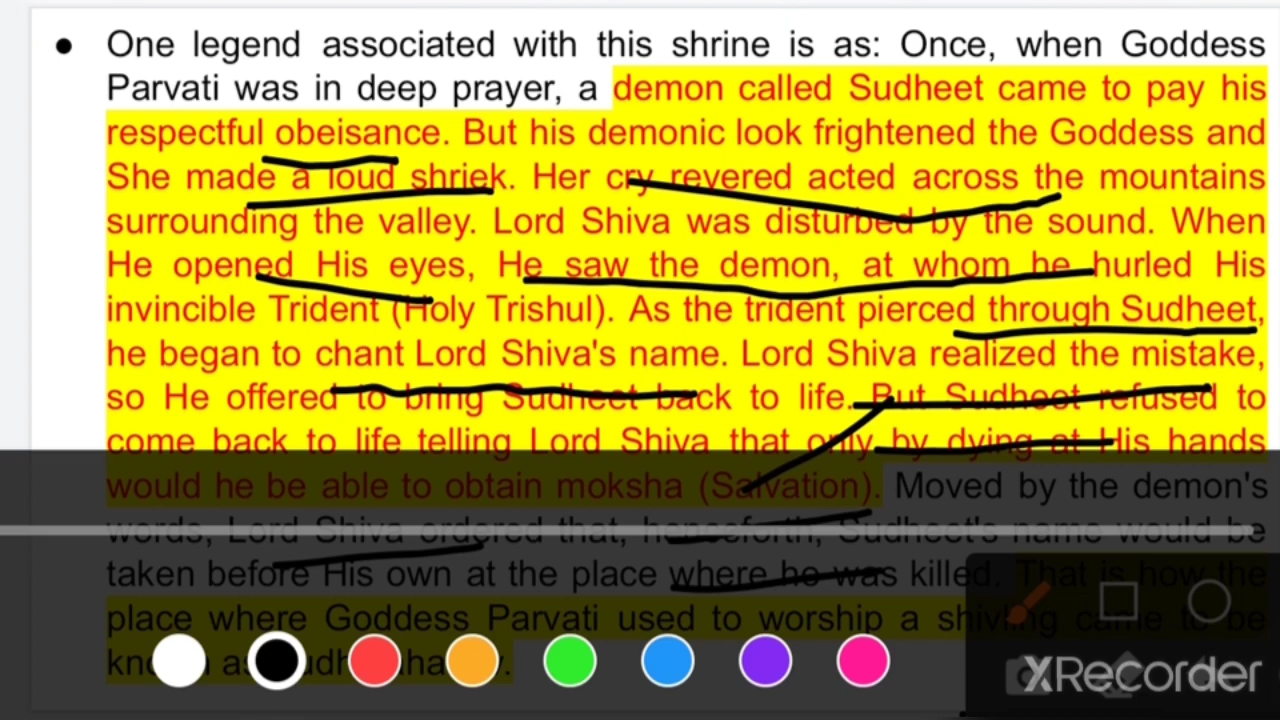 ● One legend associated with this shrine is as: Once, when Goddess
Parvati was in deep prayer, a demon called Sudheet came to pay his
respectful obeisance. But his demonic look frightened the Goddess and
She made a loud shriek. Her cry revered acted across the mountains
surrounding the valley. Lord Shiva was disturbed by the sound. When
He opened His eyes, He saw the demon, at whom he hurled His
invincible Trident (Holy Trishul). As the trident pierced through Sudheet,
he began to chant Lord Shiva's name. Lord Shiva realized the mistake,
so He offered to bring Sudheet back to life. But Sudheet refused to
come back to life telling Lord Shiva that only by dying at His hands
would he be able to obtain moksha (Salvation). Moved by the demon's
words, Lord Shiva ordered that, henceforth, Sudheet's name would be
taken before His own at the place where he was killed. That is how the
place where Goddess Parvati used to worship a shivling came to be
XRecorder